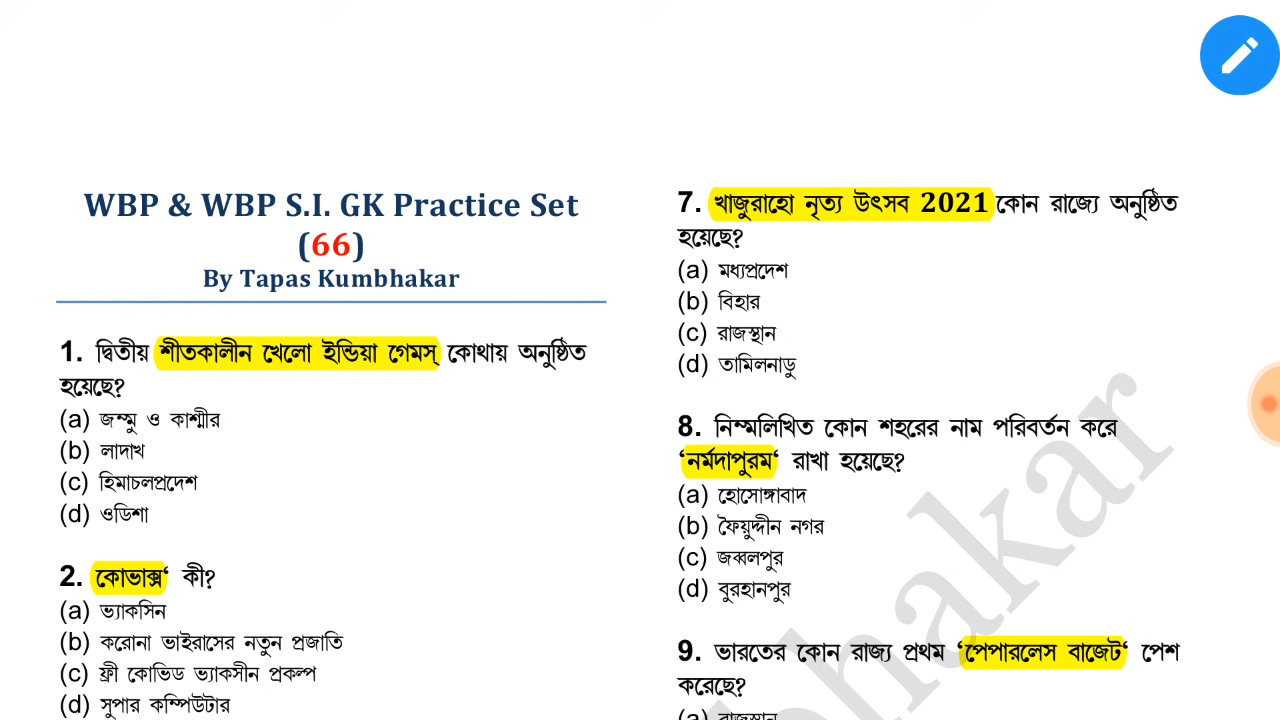 WBP & WBP S.I. GK Practice Set
(66)
By Tapas Kumbhakar
1. দ্বিতীয় শীতকালীন খেলো ইন্ডিয়া গেমস্ কোথায় অনুষ্ঠিত
হয়েছে?
(a) জম্মু ও কাশ্মীর
(b) লাদাখ
(c) হিমাচলপ্রদেশ
(d) ওডিশা
2. কোভাক্স‘ কী?
(a) ভ্যাকসিন
(b) করোনা ভাইরাসের নতুন প্রজাতি
(c) ফ্রী কোভিড ভ্যাকসীন প্রকল্প
(d) সুপার কম্পিউটার
7. খাজুরাহো নৃত্য উৎসব 2021 কোন রাজ্যে অনুষ্ঠিত
হয়েছে?
(a) মধ্যপ্রদেশ
(b) বিহার
(c) রাজস্থান
(d) তামিলনাড়ু
8. নিম্মলিখিত কোন শহরের নাম পরিবর্তন করে
‘নর্মদাপুরম‘ রাখা হয়েছে?
(a) হোসোঙ্গাবাদ
(b) ফৈয়ুদ্দীন নগর
(c) জব্বলপুর
(d) বুরহানপুর
9. ভারতের কোন রাজ্য প্রথম ‘পেপারলেস বাজেট‘ পেশ
করেছে?
(a) রাজস্থান
bhakar